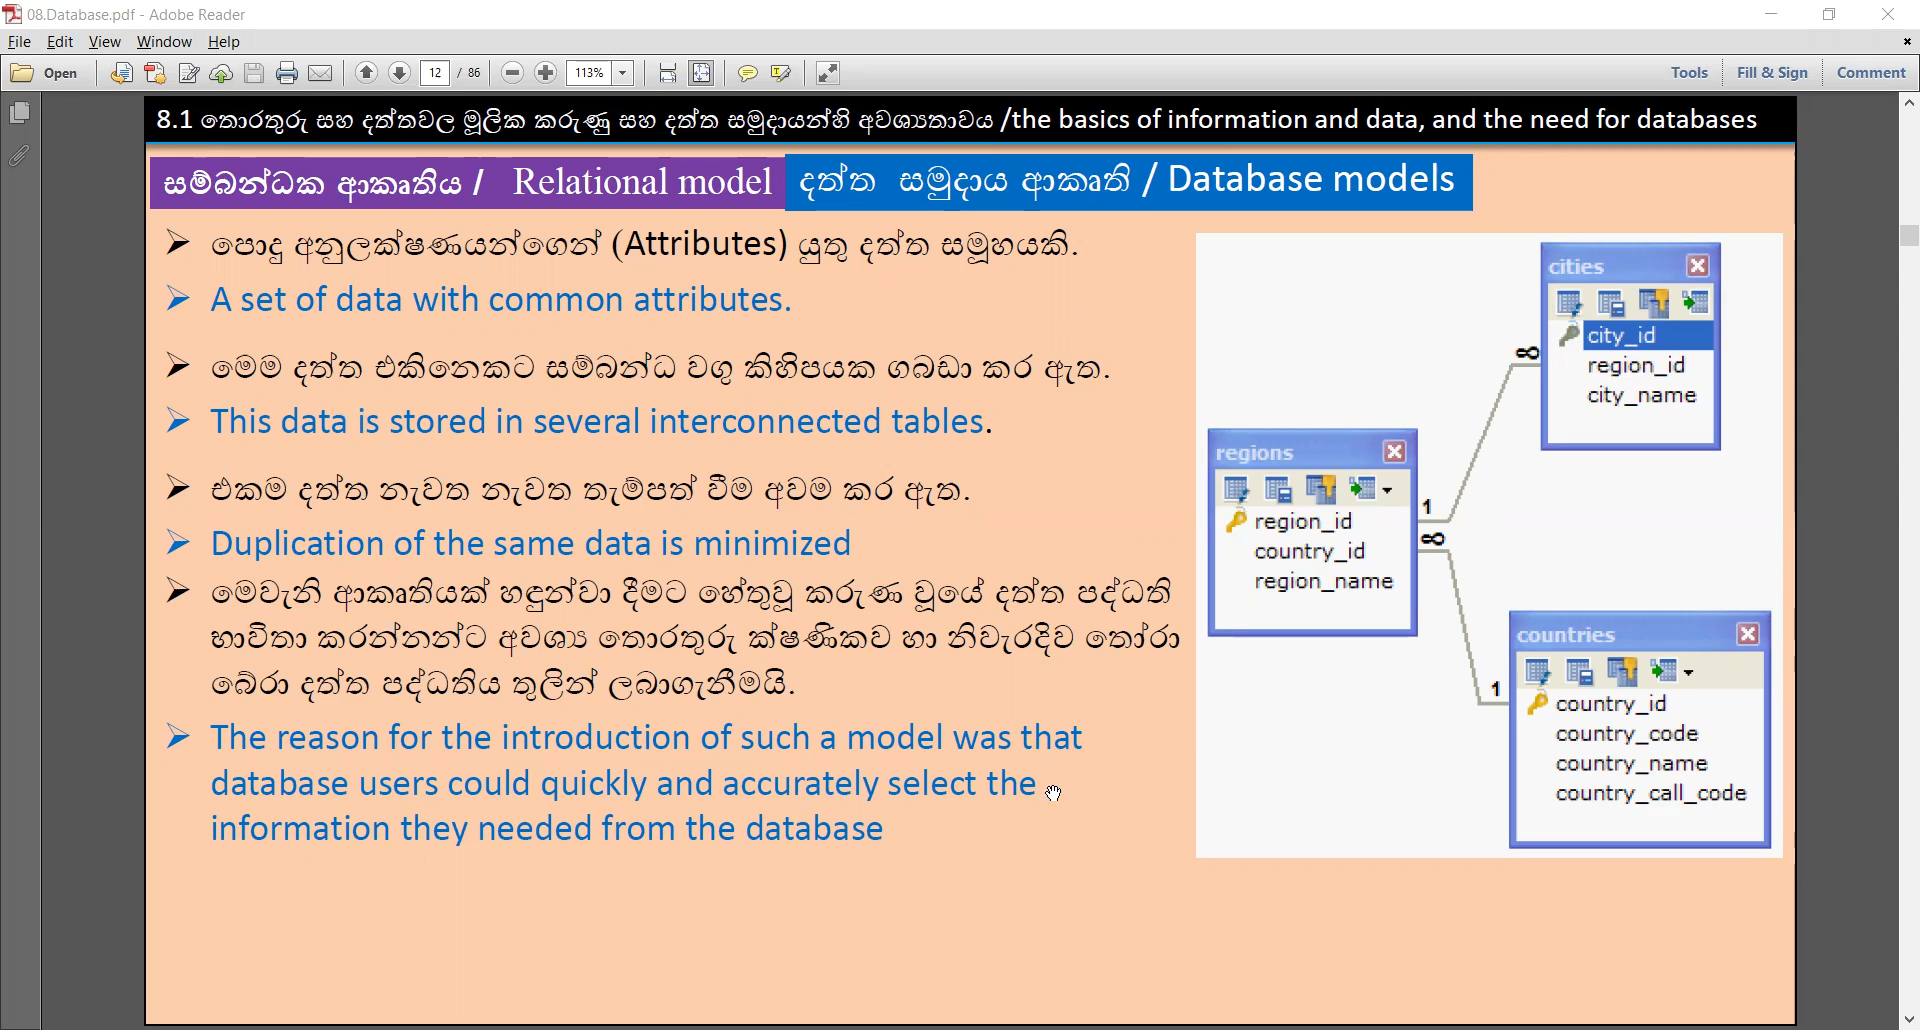 08.Database.pdf - Adobe Reader
File Edit View Window Help
Open 12 / 86 113% Tools Fill & Sign Comment
8.1 තොරතුරු සහ දත්තවල මූලික කරුණු සහ දත්ත සමුදායන්හි අවශ්‍යතාවය /the basics of information and data, and the need for databases
සම්බන්ධක ආකෘතිය / Relational model දත්ත සමුදාය ආකෘති / Database models
➢ පොදු අනුලක්ෂණයන්ගෙන් (Attributes) යුතු දත්ත සමූහයකි.
➢ A set of data with common attributes.
➢ මෙම දත්ත එකිනෙකට සම්බන්ධ වගු කිහිපයක ගබඩා කර ඇත.
➢ This data is stored in several interconnected tables.
➢ එකම දත්ත නැවත නැවත තැම්පත් වීම අවම කර ඇත.
➢ Duplication of the same data is minimized
➢ මෙවැනි ආකෘතියක් හඳුන්වා දීමට හේතුවූ කරුණ වූයේ දත්ත පද්ධති
භාවිතා කරන්නන්ට අවශ්‍ය තොරතුරු ක්ෂණිකව හා නිවැරදිව තෝරා
බේරා දත්ත පද්ධතිය තුලින් ලබාගැනීමයි.
➢ The reason for the introduction of such a model was that
database users could quickly and accurately select the
information they needed from the database
cities
city_id
region_id
city_name
∞
regions
region_id
country_id
region_name
1
∞
1
countries
country_id
country_code
country_name
country_call_code